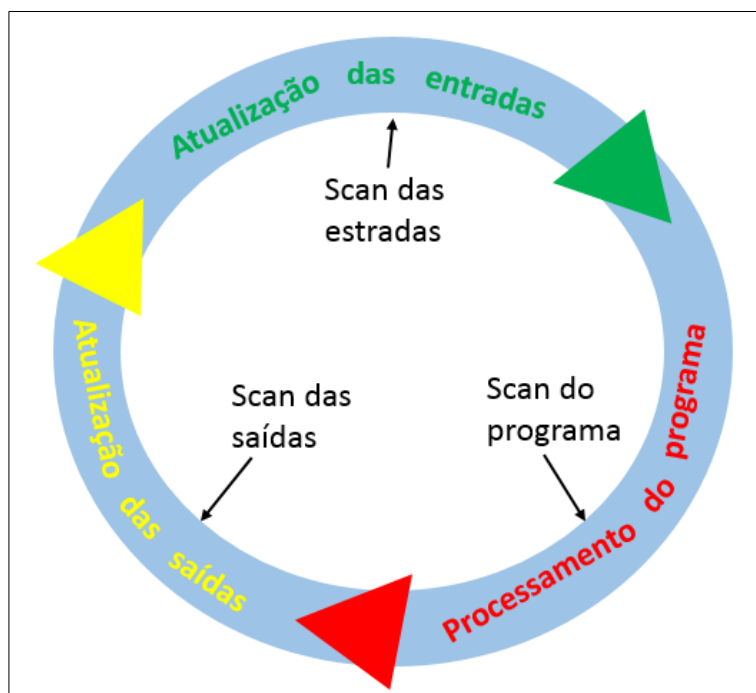 Atualização das entradas
Scan das
estradas
Processamento do programa
Scan do
programa
Atualização das saídas
Scan das
saídas